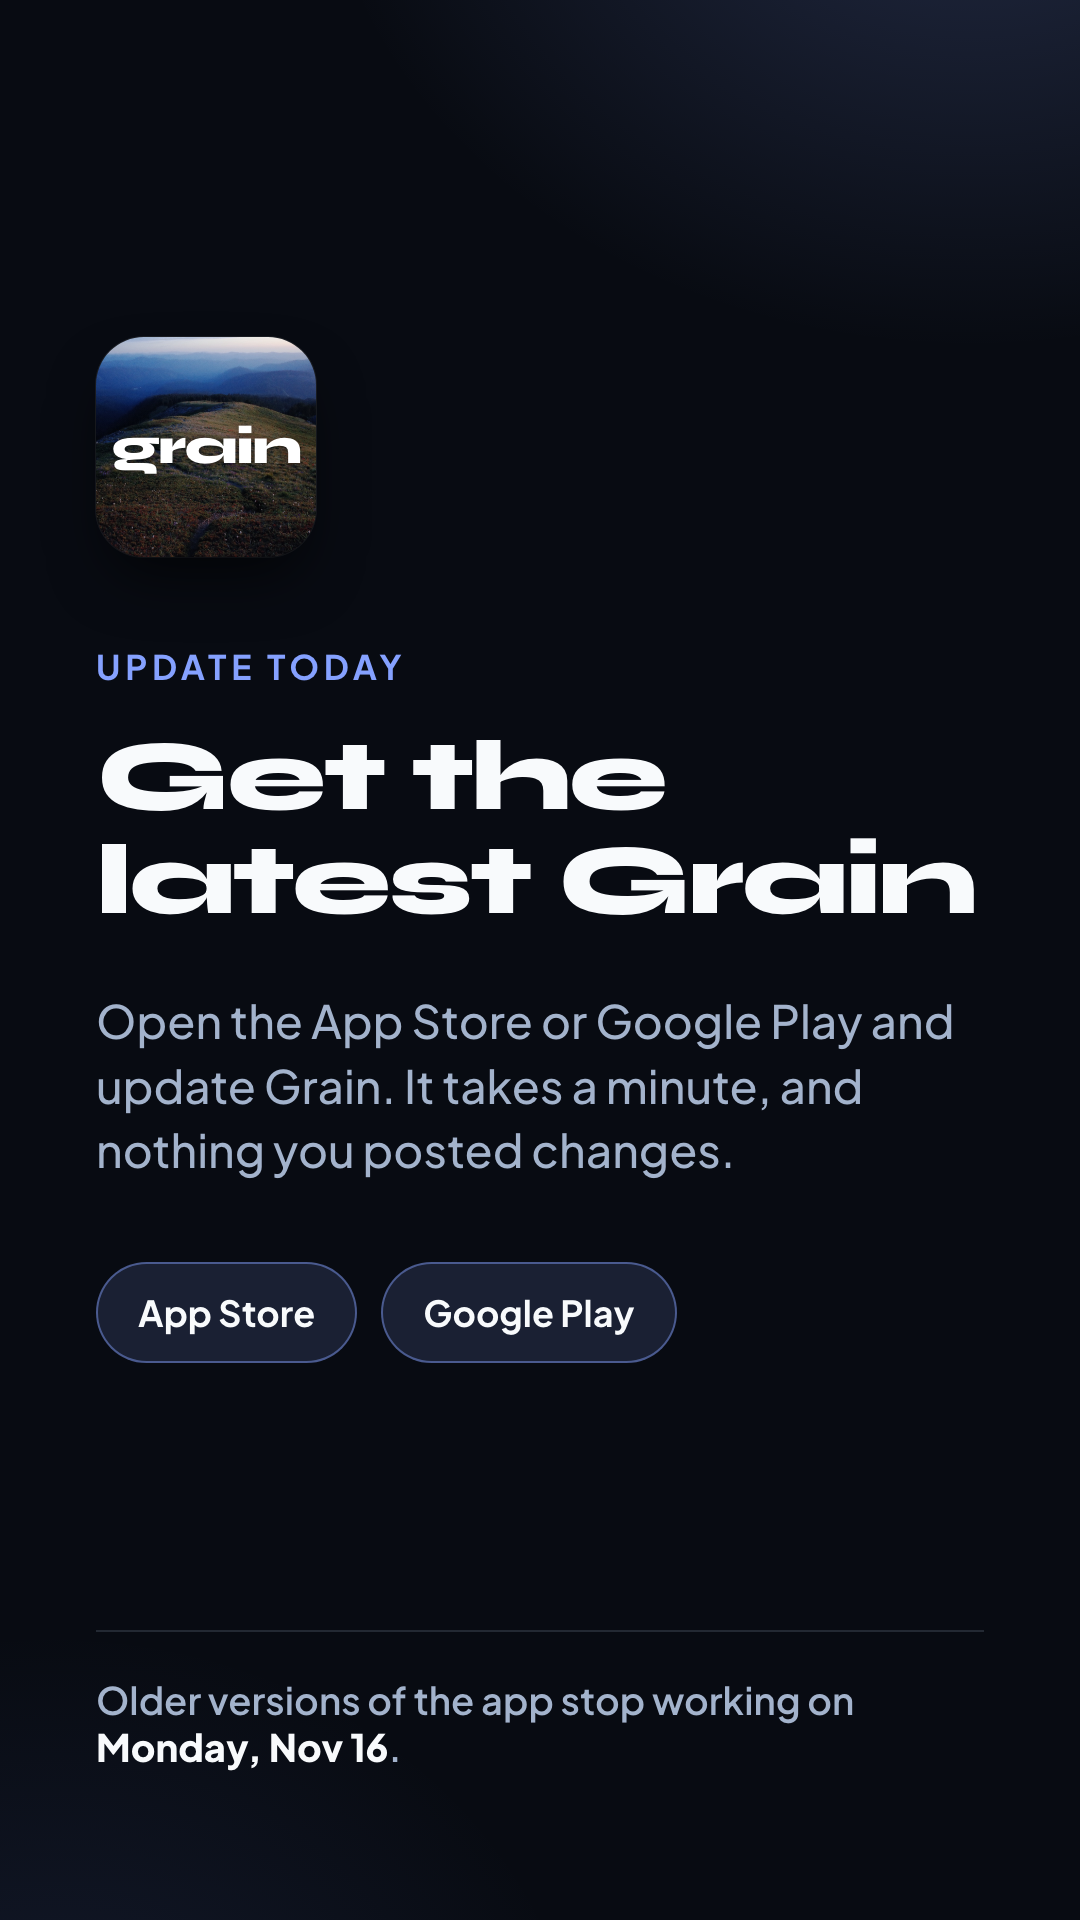 grain
UPDATE TODAY
Get the
latest Grain
Open the App Store or Google Play and
update Grain. It takes a minute, and
nothing you posted changes.
App Store
Google Play
Older versions of the app stop working on
Monday, Nov 16.